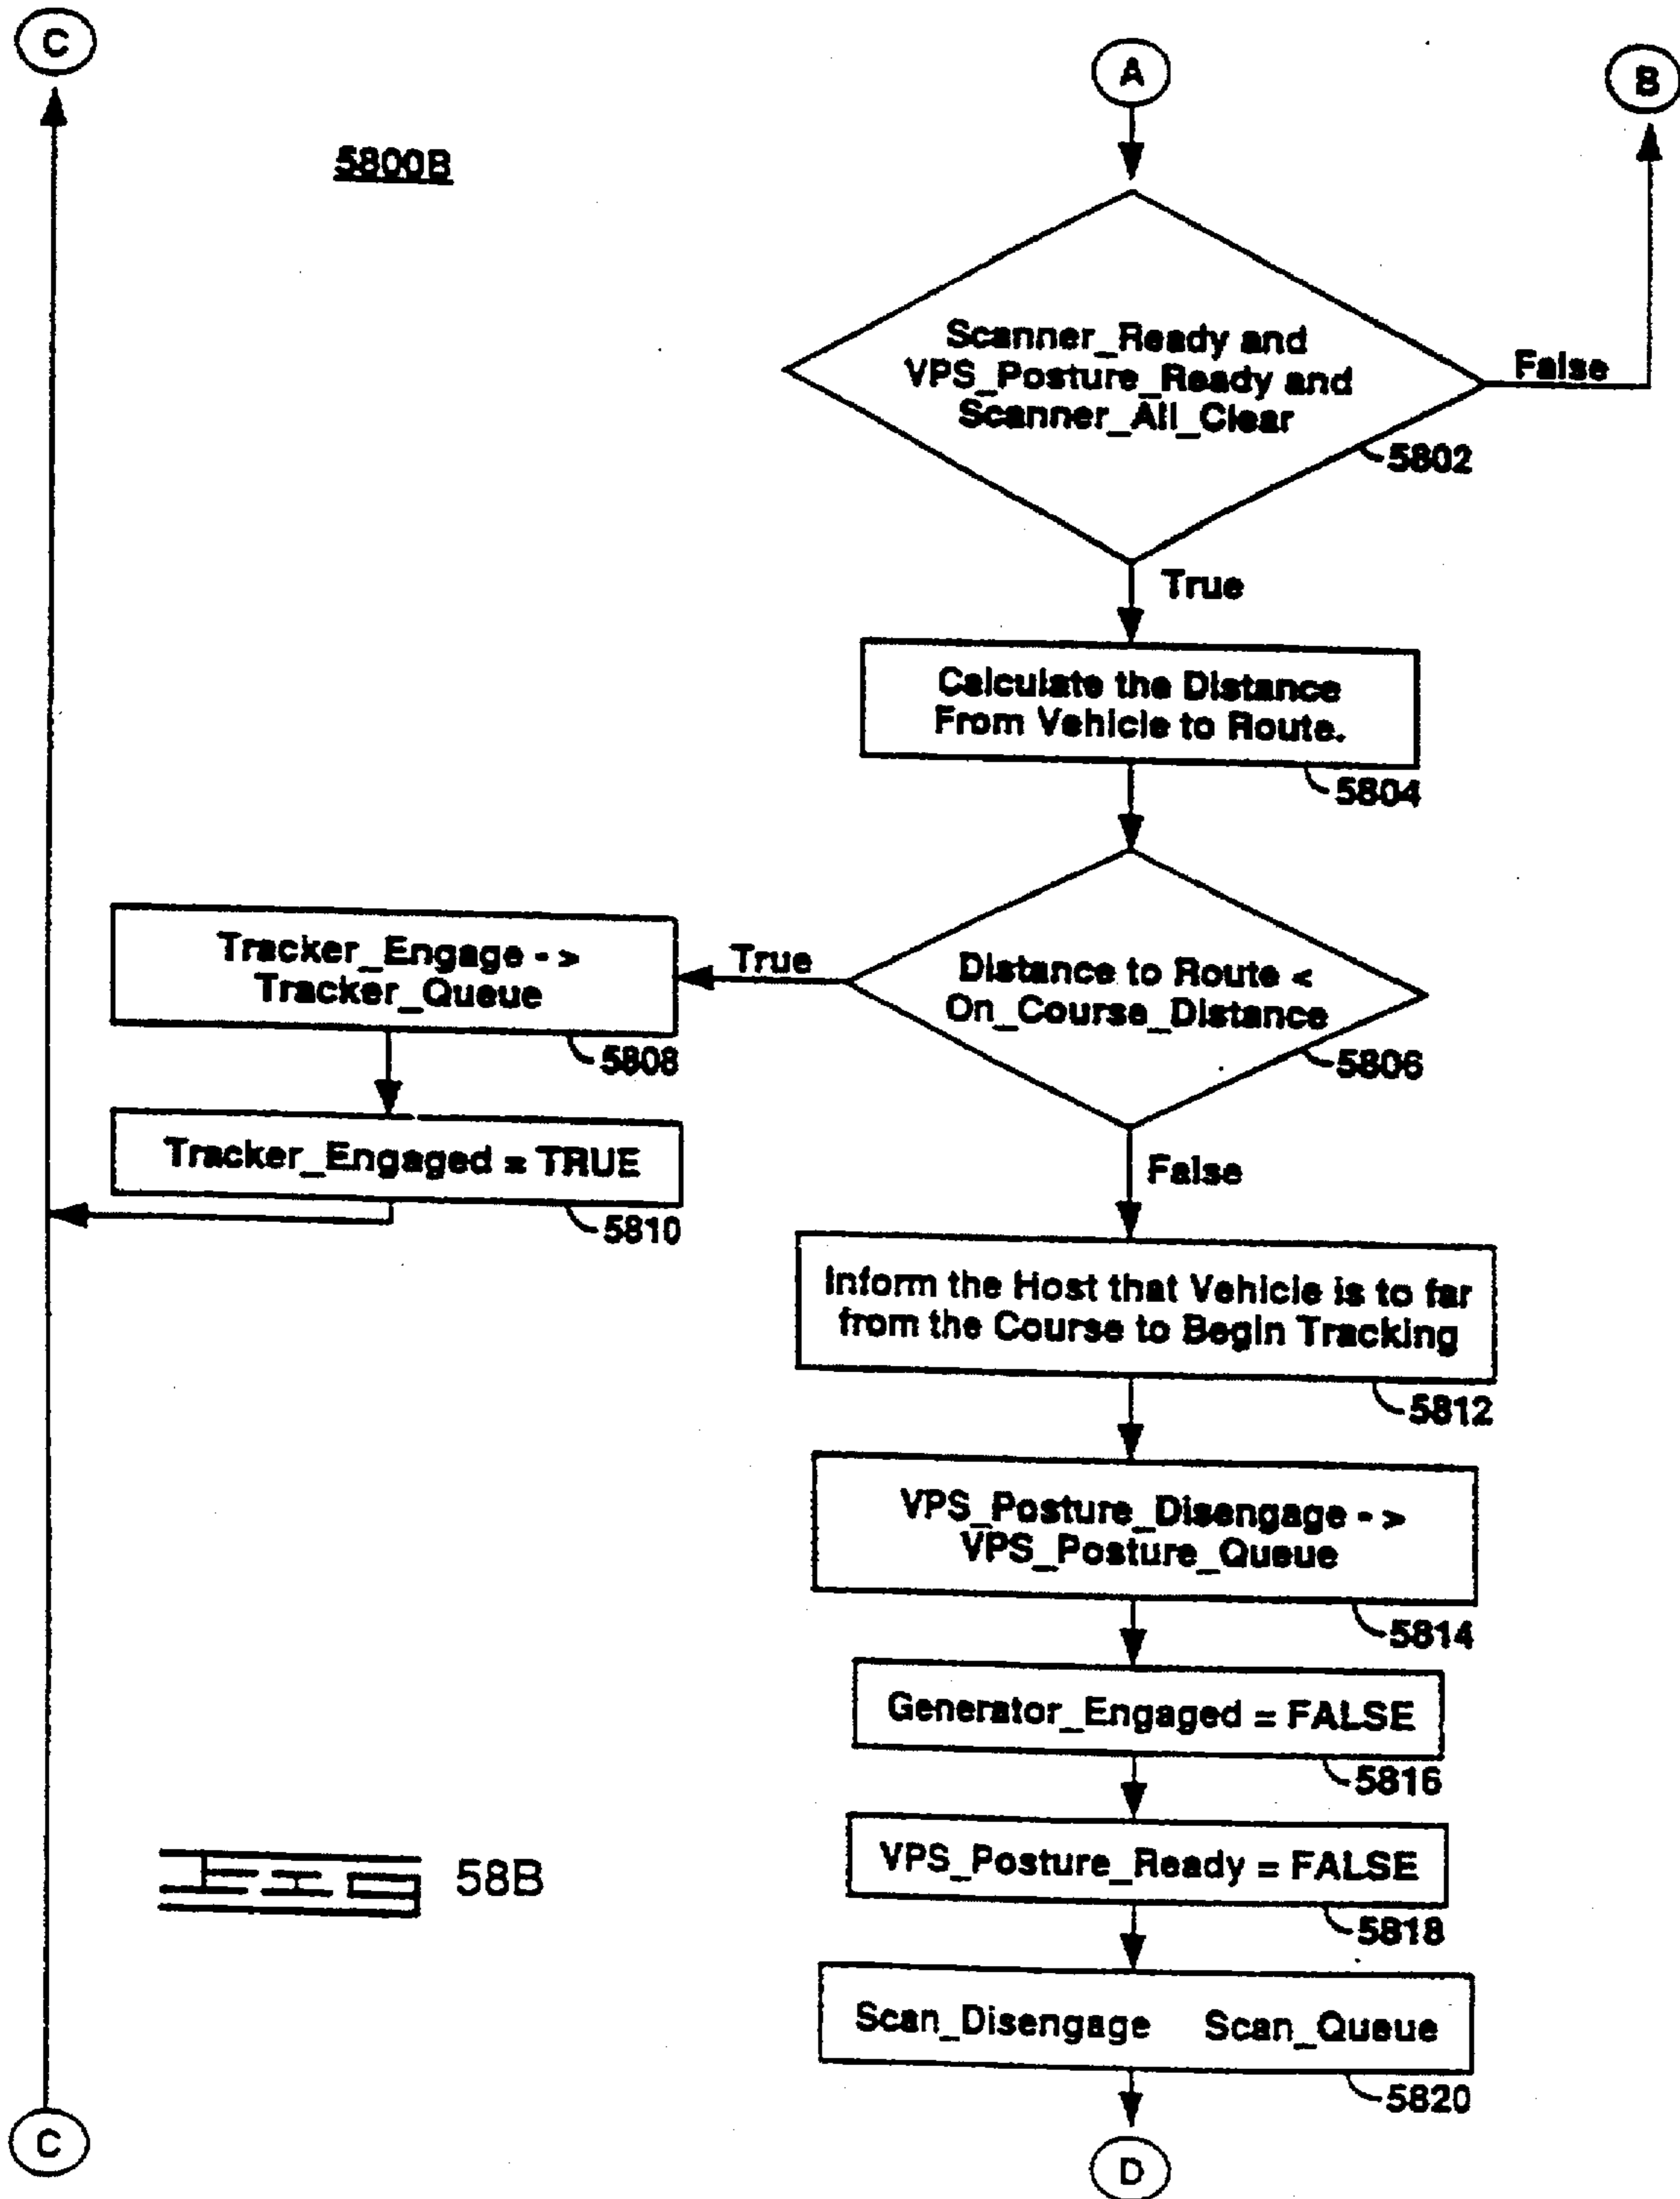 C
A
B
5800B
Scanner_Ready and
VPS_Posture_Ready and
Scanner_All_Clear
False
5802
True
Calculate the Distance
From Vehicle to Route.
5804
Tracker_Engage - >
Tracker_Queue
True
Distance to Route <
On_Course_Distance
5808
5806
Tracker_Engaged = TRUE
False
5810
Inform the Host that Vehicle is to far
from the Course to Begin Tracking
5812
VPS_Posture_Disengage - >
VPS_Posture_Queue
5814
Generator_Engaged = FALSE
5816
VPS_Posture_Ready = FALSE
58B
5818
Scan_Disengage Scan_Queue
5820
C
D